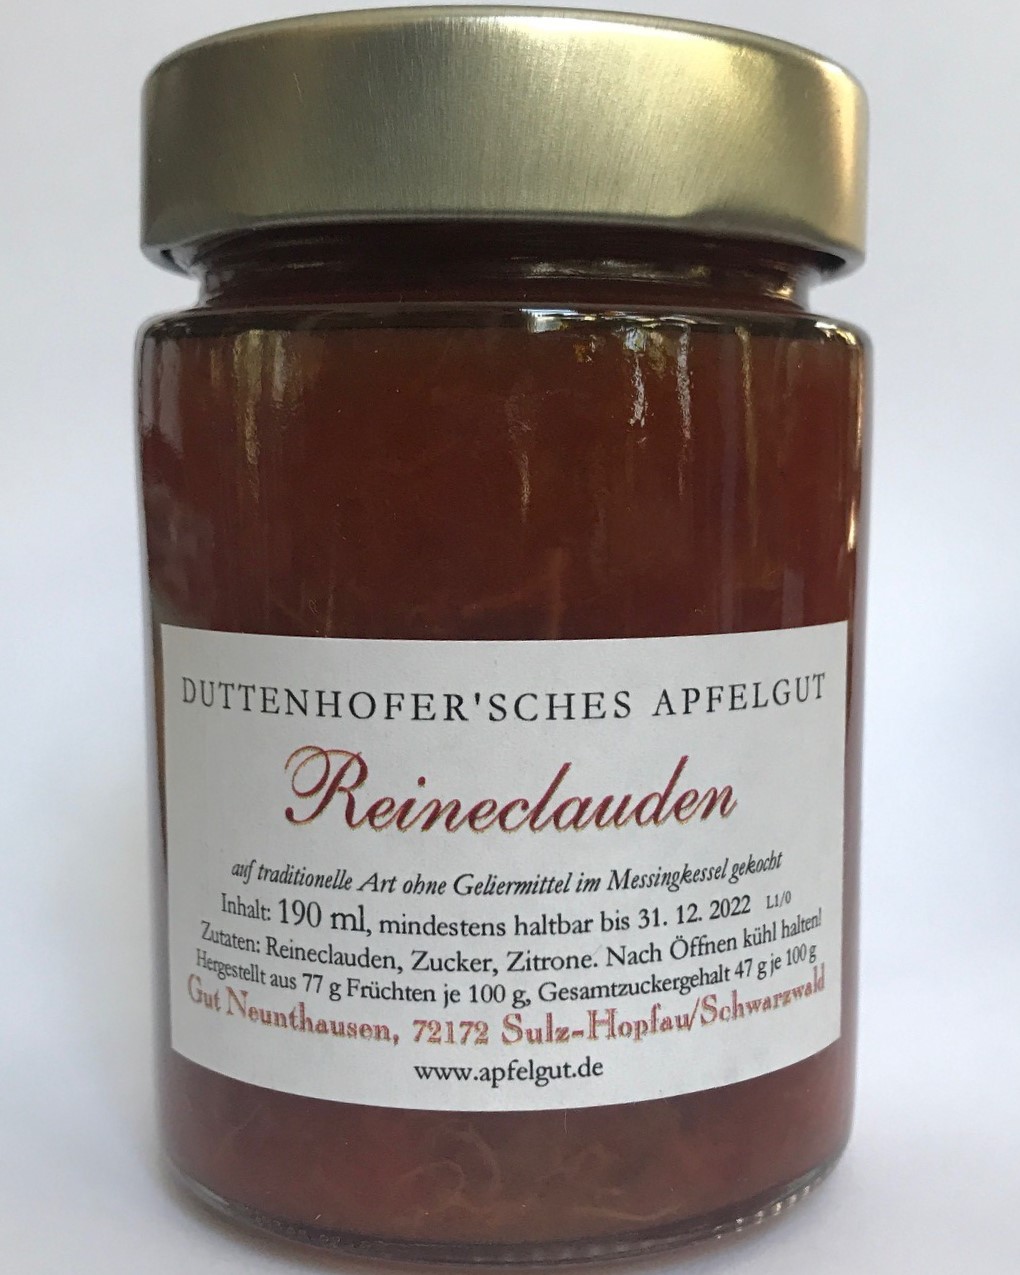 DUTTENHOFER'SCHES APFELGUT
Reineclauden
auf traditionelle Art ohne Geliermittel im Messingkessel gekocht
Inhalt: 190 ml, mindestens haltbar bis 31. 12. 2022 L1/0
Zutaten: Reineclauden, Zucker, Zitrone. Nach Öffnen kühl halten!
Hergestellt aus 77 g Früchten je 100 g, Gesamtzuckergehalt 47 g je 100 g
Gut Neunthausen, 72172 Sulz-Hopfau/Schwarzwald
www.apfelgut.de